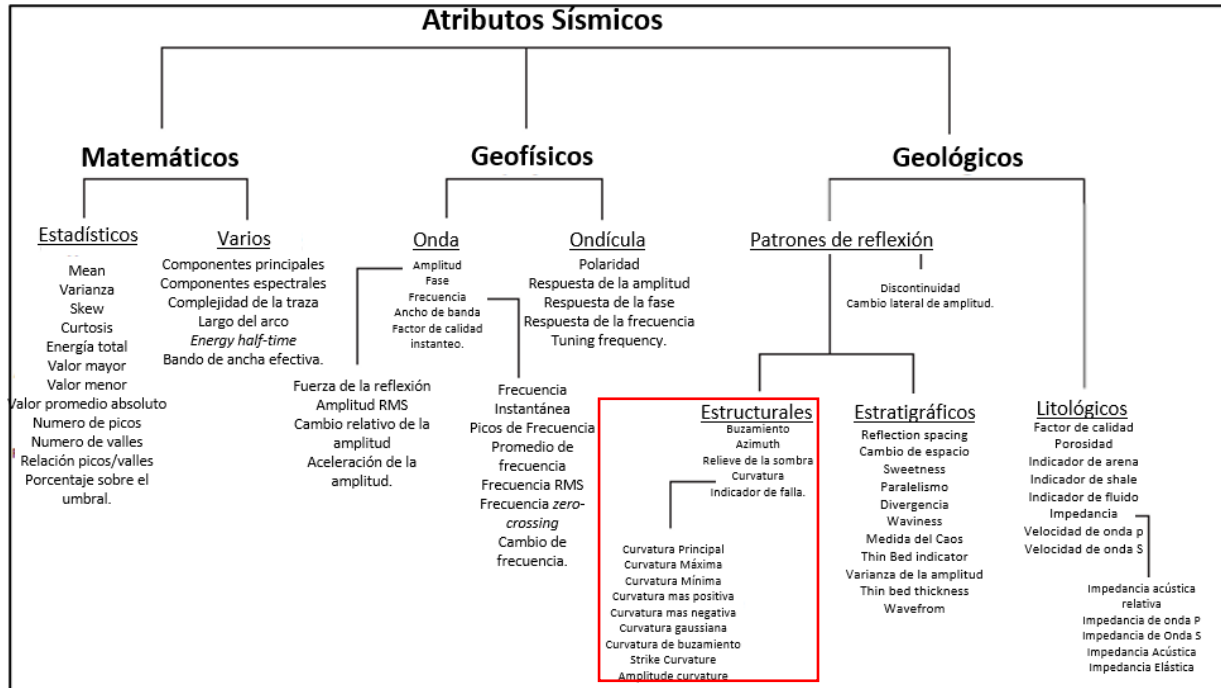 Atributos Sísmicos
Matemáticos
Geofísicos
Geológicos
Estadísticos
Mean
Varianza
Skew
Curtosis
Energía total
Valor mayor
Valor menor
Valor promedio absoluto
Numero de picos
Numero de valles
Relación picos/valles
Porcentaje sobre el
umbral.
Varios
Componentes principales
Componentes espectrales
Complejidad de la traza
Largo del arco
Energy half-time
Bando de ancha efectiva.
Onda
Amplitud
Fase
Frecuencia
Ancho de banda
Factor de calidad
instanteo.
Fuerza de la reflexión
Amplitud RMS
Cambio relativo de la
amplitud
Aceleración de la
amplitud.
Frecuencia
Instantánea
Picos de Frecuencia
Promedio de
frecuencia
Frecuencia RMS
Frecuencia zero-
crossing
Cambio de
frecuencia.
Ondícula
Polaridad
Respuesta de la amplitud
Respuesta de la fase
Respuesta de la frecuencia
Tuning frequency.
Patrones de reflexión
Discontinuidad
Cambio lateral de amplitud.
Estructurales
Buzamiento
Azimuth
Relieve de la sombra
Curvatura
Indicador de falla.
Curvatura Principal
Curvatura Máxima
Curvatura Mínima
Curvatura mas positiva
Curvatura mas negativa
Curvatura gaussiana
Curvatura de buzamiento
Strike Curvature
Amplitude curvature
Estratigráficos
Reflection spacing
Cambio de espacio
Sweetness
Paralelismo
Divergencia
Waviness
Medida del Caos
Thin Bed indicator
Varianza de la amplitud
Thin bed thickness
Wavefrom
Litológicos
Factor de calidad
Porosidad
Indicador de arena
Indicador de shale
Indicador de fluido
Impedancia
Velocidad de onda p
Velocidad de onda S
Impedancia acústica
relativa
Impedancia de onda P
Impedancia de Onda S
Impedancia Acústica
Impedancia Elástica